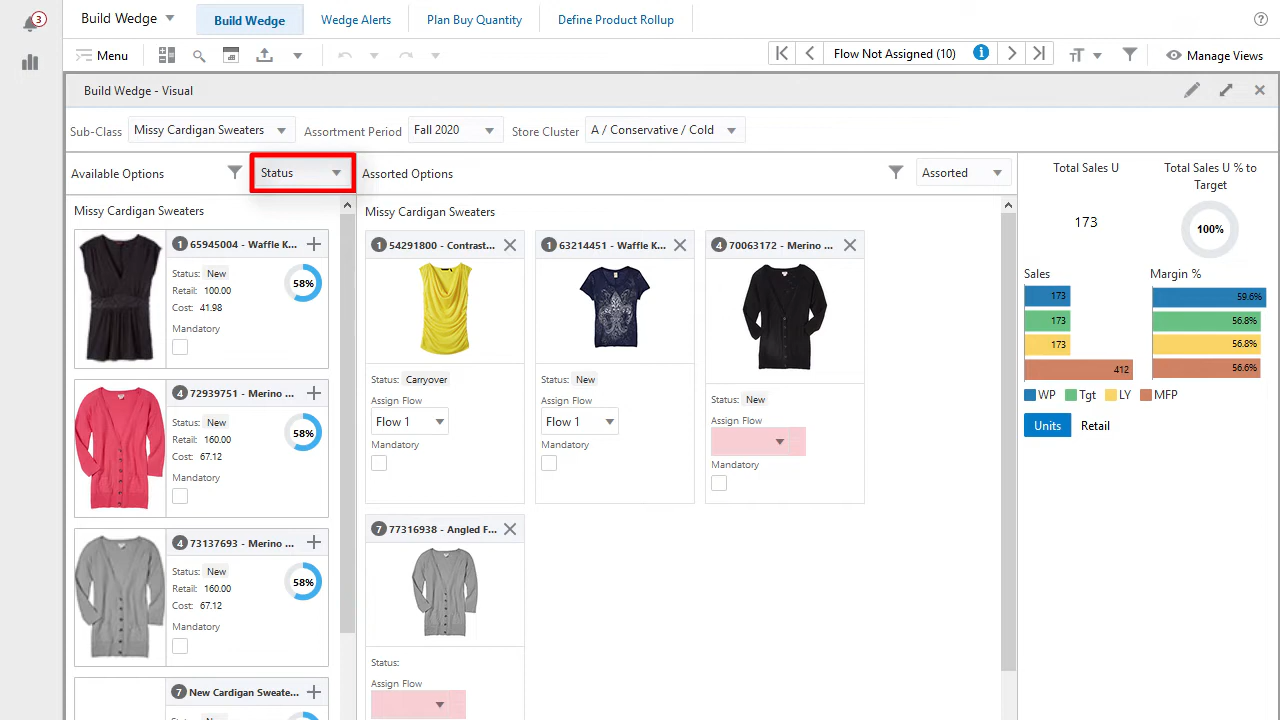 3
Build Wedge
Build Wedge
Wedge Alerts
Plan Buy Quantity
Define Product Rollup
?
Menu
Flow Not Assigned (10)
i
Manage Views
Build Wedge - Visual
Sub-Class
Missy Cardigan Sweaters
Assortment Period
Fall 2020
Store Cluster
A / Conservative / Cold
Available Options
Status
Assorted Options
Assorted
Missy Cardigan Sweaters
1 65945004 - Waffle K...
Status: New
Retail: 100.00
Cost: 41.98
58%
Mandatory
4 72939751 - Merino ...
Status: New
Retail: 160.00
Cost: 67.12
58%
Mandatory
4 73137693 - Merino ...
Status: New
Retail: 160.00
Cost: 67.12
58%
Mandatory
7 New Cardigan Sweate...
Missy Cardigan Sweaters
1 54291800 - Contrast...
Status: Carryover
Assign Flow
Flow 1
Mandatory
1 63214451 - Waffle K...
Status: New
Assign Flow
Flow 1
Mandatory
4 70063172 - Merino ...
Status: New
Assign Flow
Mandatory
7 77316938 - Angled F...
Status:
Assign Flow
Total Sales U
173
Total Sales U % to
Target
100%
Sales
173
173
173
412
Margin %
59.6%
56.8%
56.8%
56.6%
WP Tgt LY MFP
Units Retail